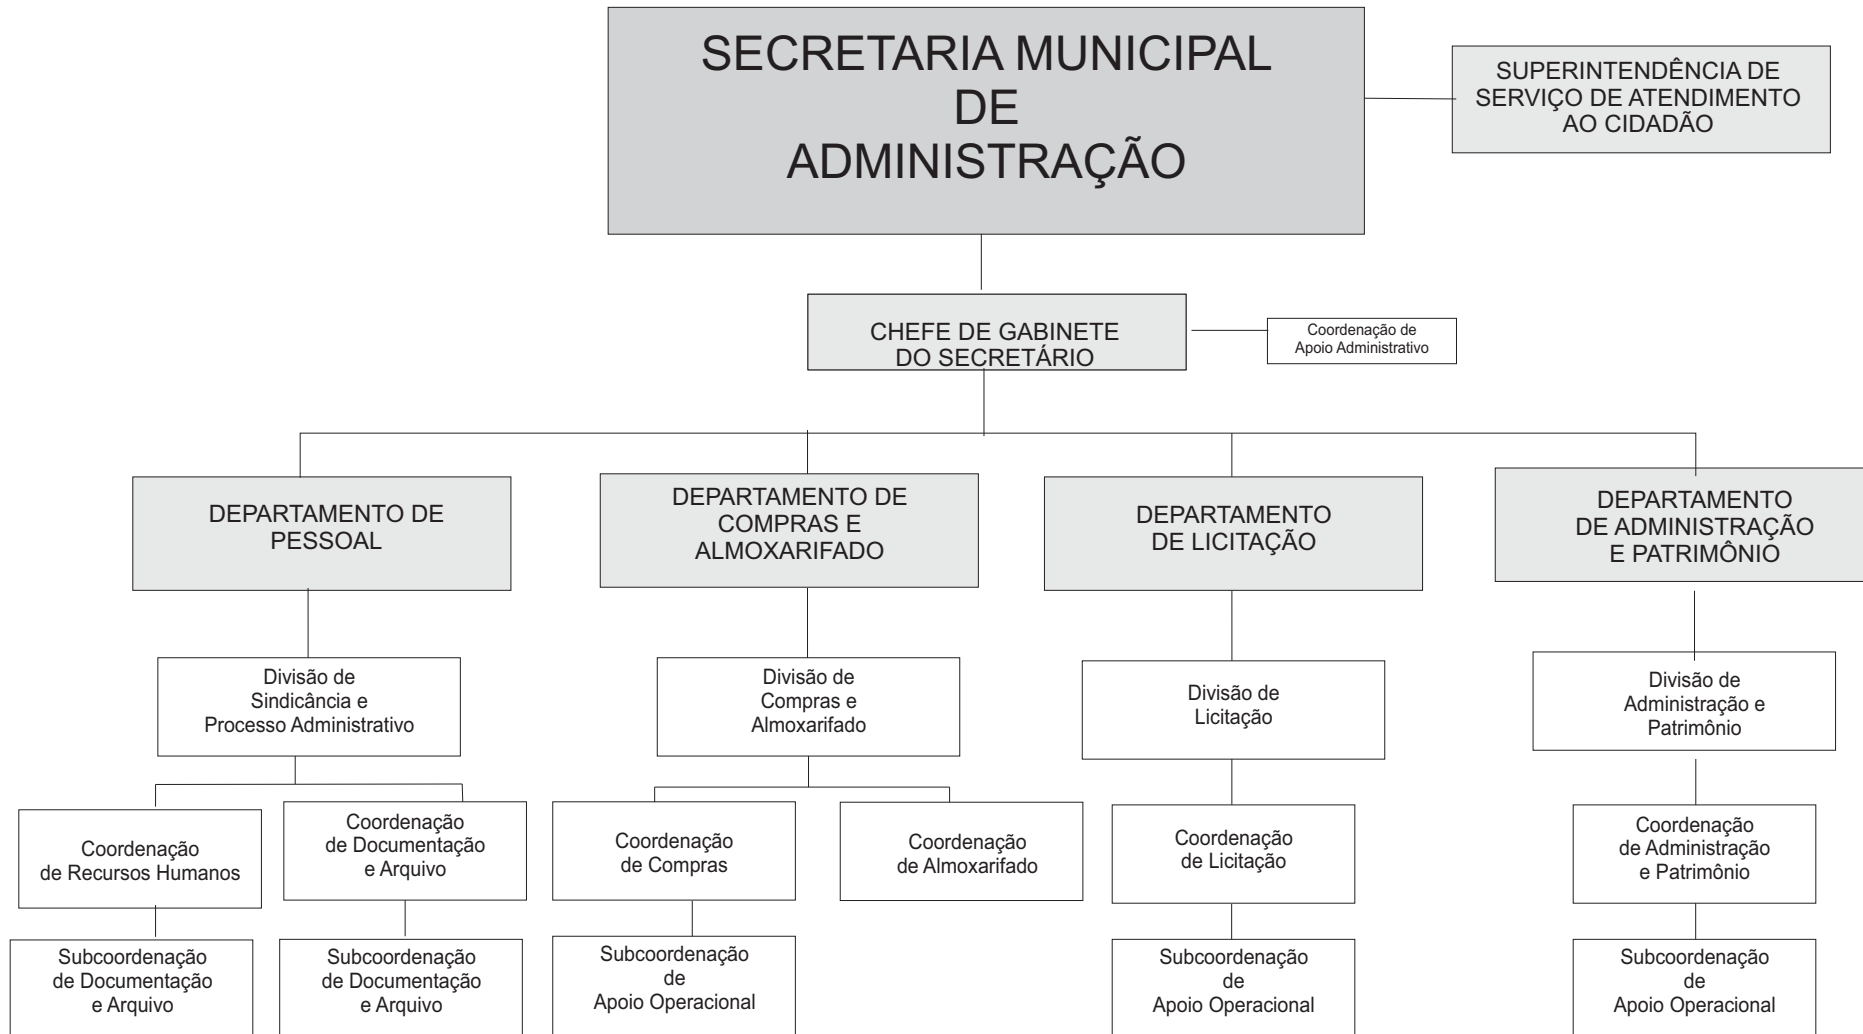 SECRETARIA MUNICIPAL
DE
ADMINISTRAÇÃO
SUPERINTENDÊNCIA DE
SERVIÇO DE ATENDIMENTO
AO CIDADÃO
CHEFE DE GABINETE
DO SECRETÁRIO
Coordenação de
Apoio Administrativo
DEPARTAMENTO DE
PESSOAL
DEPARTAMENTO DE
COMPRAS E
ALMOXARIFADO
DEPARTAMENTO
DE LICITAÇÃO
DEPARTAMENTO
DE ADMINISTRAÇÃO
E PATRIMÔNIO
Divisão de
Sindicância e
Processo Administrativo
Divisão de
Compras e
Almoxarifado
Divisão de
Licitação
Divisão de
Administração e
Patrimônio
Coordenação
de Recursos Humanos
Coordenação
de Documentação
e Arquivo
Coordenação
de Compras
Coordenação
de Almoxarifado
Coordenação
de Licitação
Coordenação
de Administração
e Patrimônio
Subcoordenação
de Documentação
e Arquivo
Subcoordenação
de Documentação
e Arquivo
Subcoordenação
de
Apoio Operacional
Subcoordenação
de
Apoio Operacional
Subcoordenação
de
Apoio Operacional